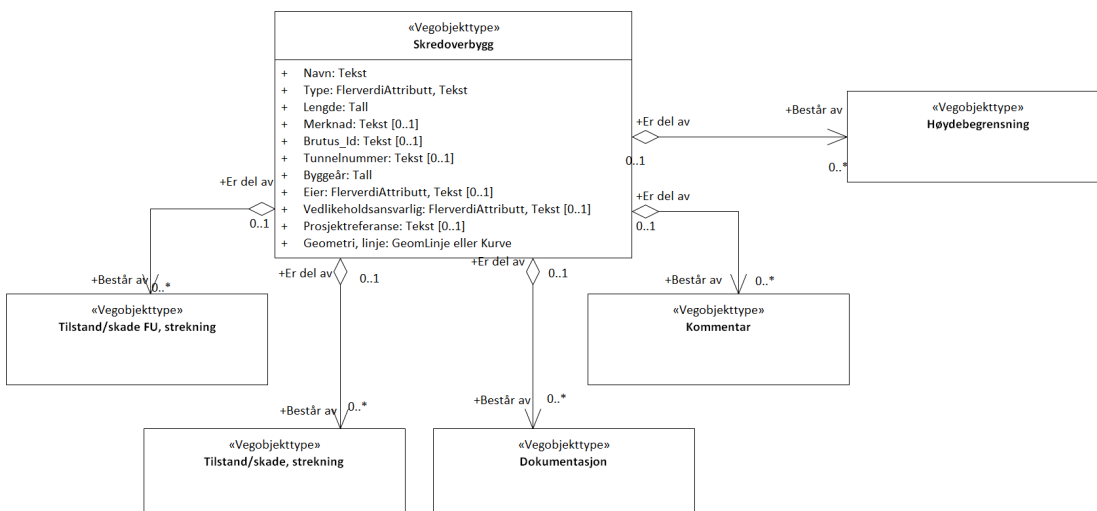 «Vegobjekttype»
Skredoverbygg
+ Navn: Tekst
+ Type: FlerverdiAttributt, Tekst
+ Lengde: Tall
+ Merknad: Tekst [0..1]
+ Brutus_Id: Tekst [0..1]
+ Tunnelnummer: Tekst [0..1]
+ Byggeår: Tall
+ Eier: FlerverdiAttributt, Tekst [0..1]
+ Vedlikeholdsansvarlig: FlerverdiAttributt, Tekst [0..1]
+ Prosjektreferanse: Tekst [0..1]
+ Geometri, linje: GeomLinje eller Kurve
+Er del av
0..1
+Består av
0..*
«Vegobjekttype»
Høydebegrensning
+Er del av
0..1
+Består av
0..*
«Vegobjekttype»
Kommentar
+Er del av
0..1
+Består av
0..*
«Vegobjekttype»
Tilstand/skade FU, strekning
+Er del av
0..1
+Består av
0..*
«Vegobjekttype»
Tilstand/skade, strekning
+Er del av
0..1
+Består av
0..*
«Vegobjekttype»
Dokumentasjon